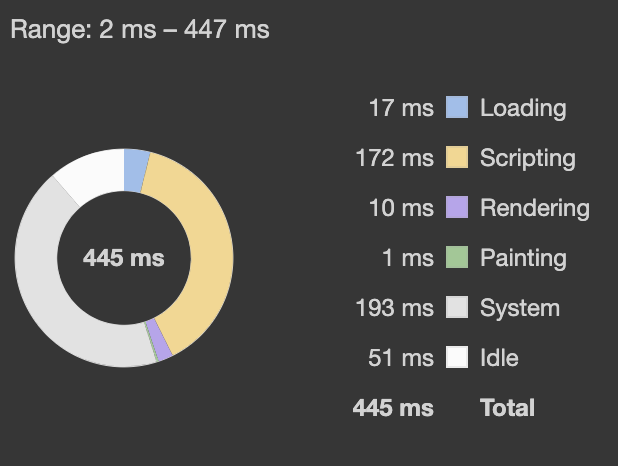 Range: 2 ms – 447 ms
445 ms
17 ms Loading
172 ms Scripting
10 ms Rendering
1 ms Painting
193 ms System
51 ms Idle
445 ms Total